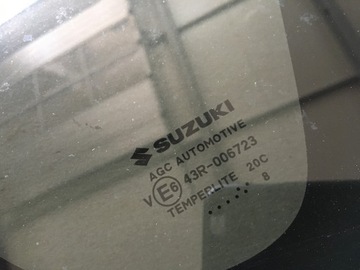 SUZUKI
AGC AUTOMOTIVE
V E6 43R-006723
TEMPERLITE 20C
8